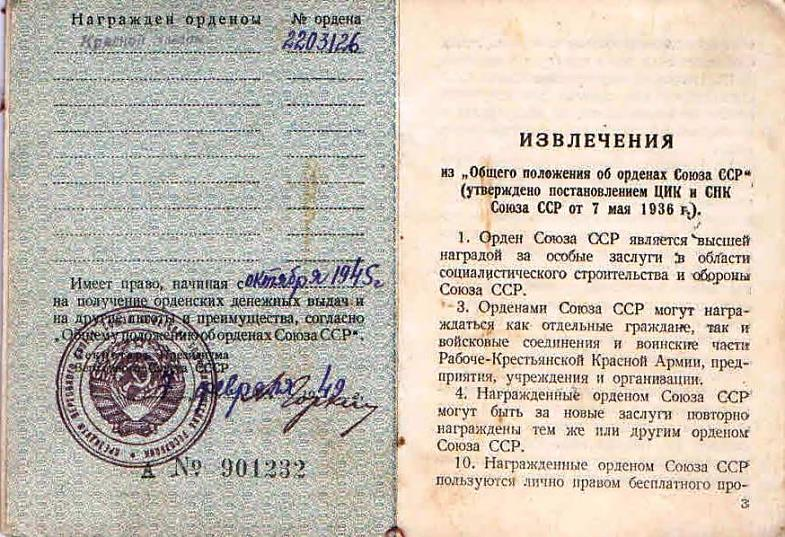 Награжден орденом № ордена
Красной Звезды 2203126
Имеет право, начиная с октября 1945 г
на получение орденских денежных выдач и
на другие льготы и преимущества, согласно
„Общему положению об орденах Союза ССР“.
Секретарь Президиума
Верховного Совета СССР
февраля 49
А № 901232
ИЗВЛЕЧЕНИЯ
из „Общего положения об орденах Союза ССР“
(утверждено постановлением ЦИК и СНК
Союза ССР от 7 мая 1936 г.).
1. Орден Союза ССР является высшей
наградой за особые заслуги в области
социалистического строительства и обороны
Союза ССР.
3. Орденами Союза ССР могут награ-
ждаться как отдельные граждане, так и
войсковые соединения и воинские части
Рабоче-Крестьянской Красной Армии, пред-
приятия, учреждения и организации.
4. Награжденные орденом Союза ССР
могут быть за новые заслуги повторно
награждены тем же или другим орденом
Союза ССР.
10. Награжденные орденом Союза ССР
пользуются лично правом бесплатного про-
3